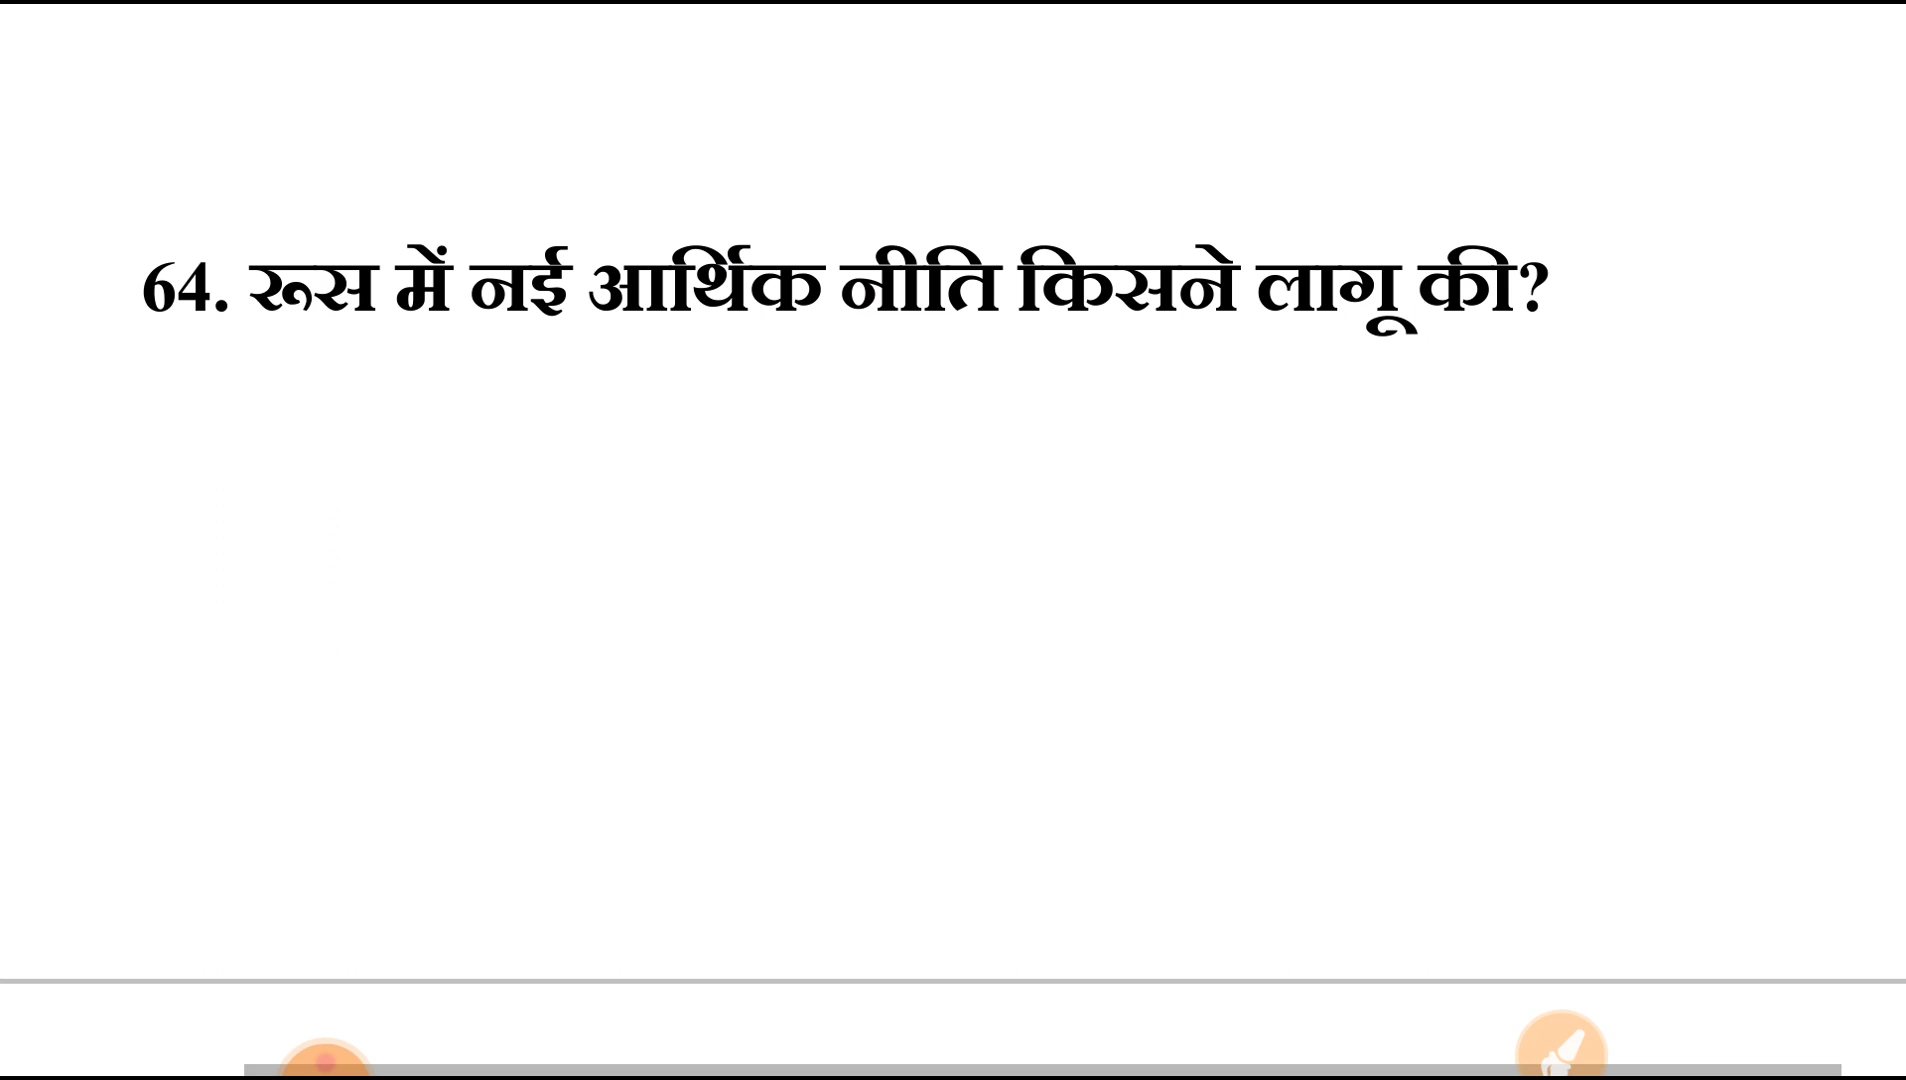 64. रूस में नई आर्थिक नीति किसने लागू की?